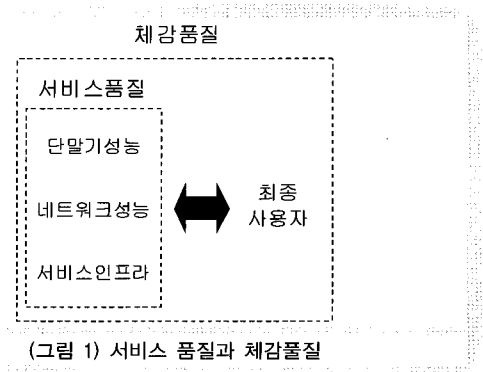 체감품질
서비스품질
단말기성능
네트워크성능
서비스인프라
최종
사용자
(그림 1) 서비스 품질과 체감풀질